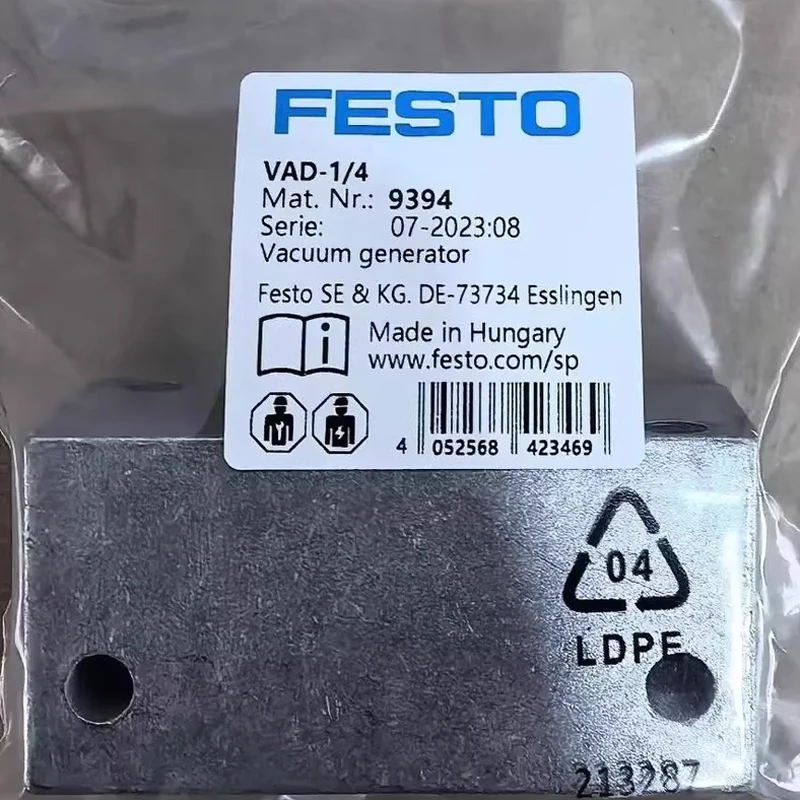 FESTO
VAD-1/4
Mat. Nr.: 9394
Serie: 07-2023:08
Vacuum generator
Festo SE & KG. DE-73734 Esslingen
Made in Hungary
www.festo.com/sp
4 052568 423469
04
LDPE
213287